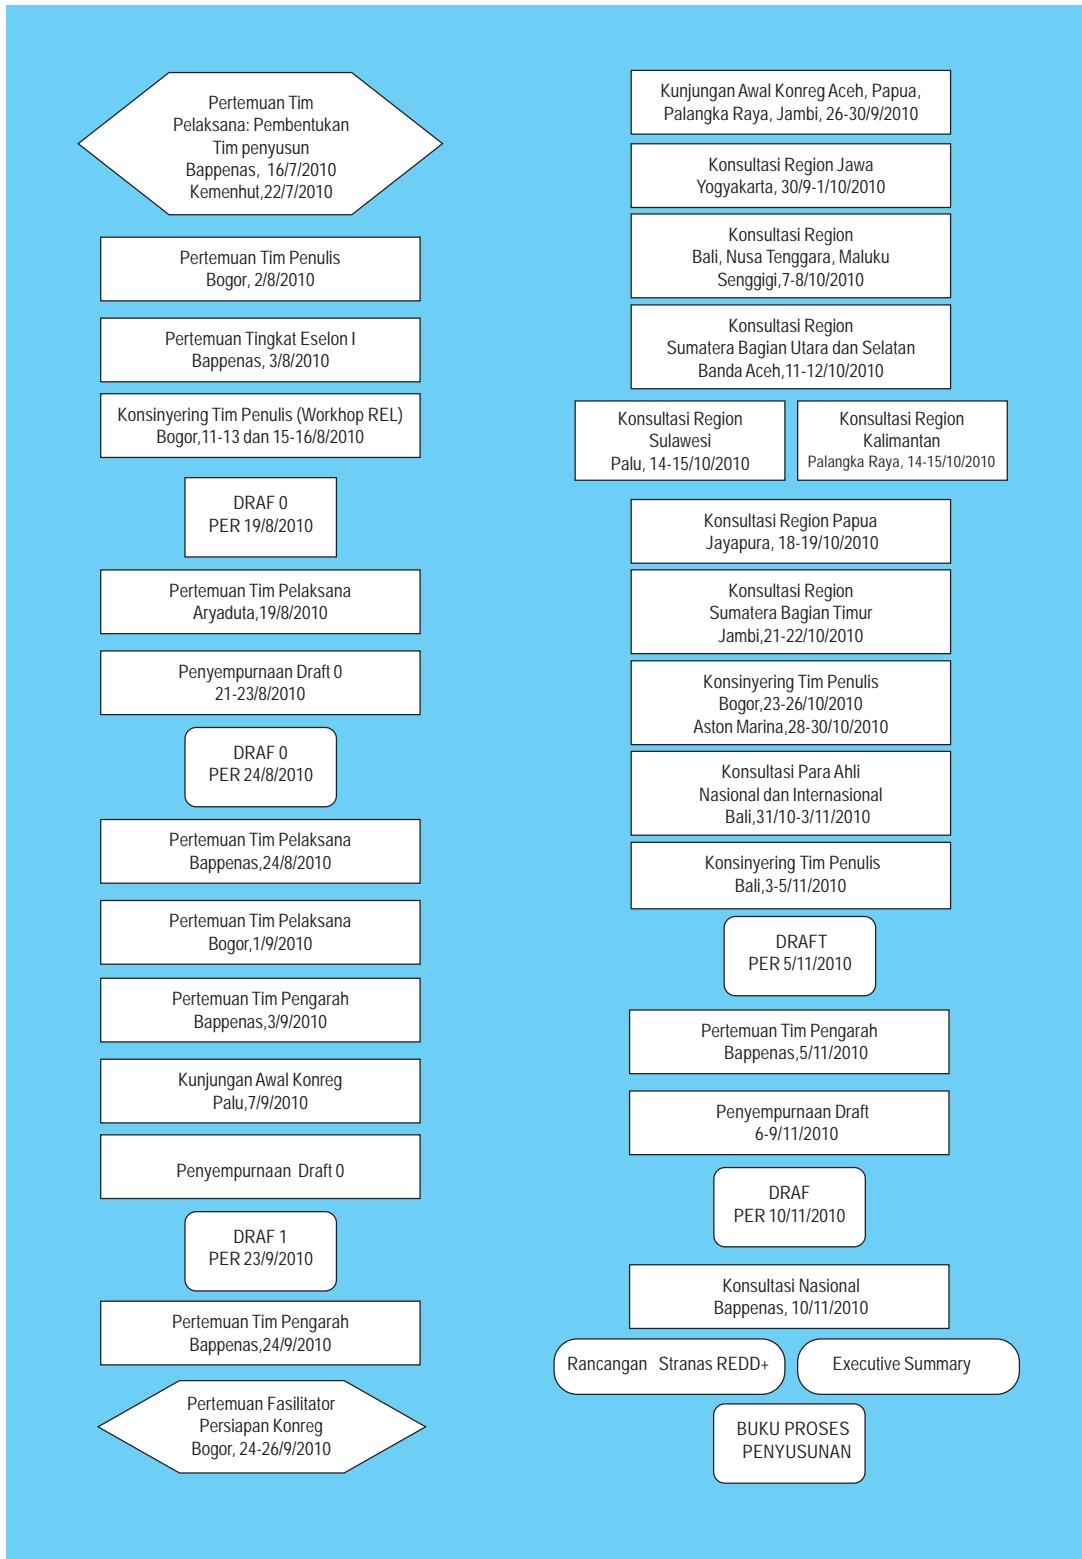 Pertemuan Tim
Pelaksana: Pembentukan
Tim penyusun
Bappenas, 16/7/2010
Kemenhut,22/7/2010
Pertemuan Tim Penulis
Bogor, 2/8/2010
Pertemuan Tingkat Eselon I
Bappenas, 3/8/2010
Konsinyering Tim Penulis (Workhop REL)
Bogor,11-13 dan 15-16/8/2010
DRAF 0
PER 19/8/2010
Pertemuan Tim Pelaksana
Aryaduta,19/8/2010
Penyempurnaan Draft 0
21-23/8/2010
DRAF 0
PER 24/8/2010
Pertemuan Tim Pelaksana
Bappenas,24/8/2010
Pertemuan Tim Pelaksana
Bogor,1/9/2010
Pertemuan Tim Pengarah
Bappenas,3/9/2010
Kunjungan Awal Konreg
Palu,7/9/2010
Penyempurnaan Draft 0
DRAF 1
PER 23/9/2010
Pertemuan Tim Pengarah
Bappenas,24/9/2010
Pertemuan Fasilitator
Persiapan Konreg
Bogor, 24-26/9/2010
Kunjungan Awal Konreg Aceh, Papua,
Palangka Raya, Jambi, 26-30/9/2010
Konsultasi Region Jawa
Yogyakarta, 30/9-1/10/2010
Konsultasi Region
Bali, Nusa Tenggara, Maluku
Senggigi,7-8/10/2010
Konsultasi Region
Sumatera Bagian Utara dan Selatan
Banda Aceh,11-12/10/2010
Konsultasi Region
Sulawesi
Palu, 14-15/10/2010
Konsultasi Region
Kalimantan
Palangka Raya, 14-15/10/2010
Konsultasi Region Papua
Jayapura, 18-19/10/2010
Konsultasi Region
Sumatera Bagian Timur
Jambi,21-22/10/2010
Konsinyering Tim Penulis
Bogor,23-26/10/2010
Aston Marina,28-30/10/2010
Konsultasi Para Ahli
Nasional dan Internasional
Bali,31/10-3/11/2010
Konsinyering Tim Penulis
Bali,3-5/11/2010
DRAFT
PER 5/11/2010
Pertemuan Tim Pengarah
Bappenas,5/11/2010
Penyempurnaan Draft
6-9/11/2010
DRAF
PER 10/11/2010
Konsultasi Nasional
Bappenas, 10/11/2010
Rancangan Stranas REDD+
Executive Summary
BUKU PROSES
PENYUSUNAN